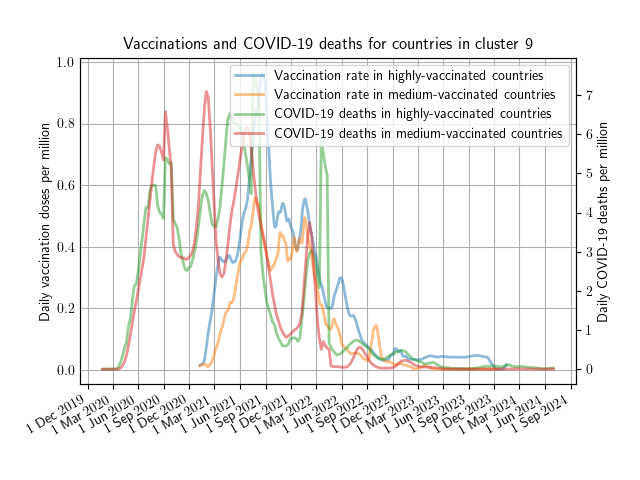 Vaccinations and COVID-19 deaths for countries in cluster 9
Vaccination rate in highly-vaccinated countries
Vaccination rate in medium-vaccinated countries
COVID-19 deaths in highly-vaccinated countries
COVID-19 deaths in medium-vaccinated countries
Daily vaccination doses per million
1.0
0.8
0.6
0.4
0.2
0.0
Daily COVID-19 deaths per million
7
6
5
4
3
2
1
0
1 Dec 2019
1 Mar 2020
1 Jun 2020
1 Sep 2020
1 Dec 2020
1 Mar 2021
1 Jun 2021
1 Sep 2021
1 Dec 2021
1 Mar 2022
1 Jun 2022
1 Sep 2022
1 Dec 2022
1 Mar 2023
1 Jun 2023
1 Sep 2023
1 Dec 2023
1 Mar 2024
1 Jun 2024
1 Sep 2024